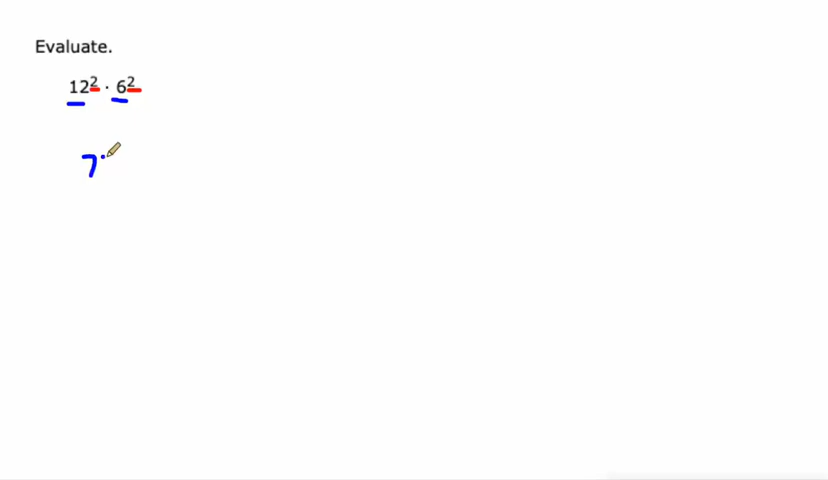 Evaluate.
12² · 6²
7